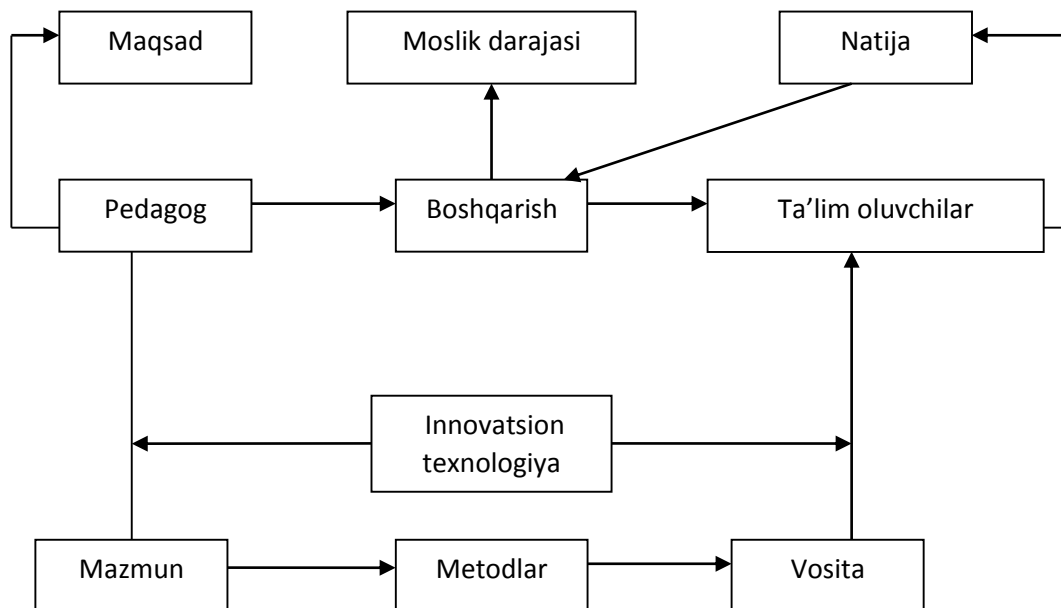 Maqsad
Moslik darajasi
Natija
Pedagog
Boshqarish
Ta’lim oluvchilar
Innovatsion
texnologiya
Mazmun
Metodlar
Vosita